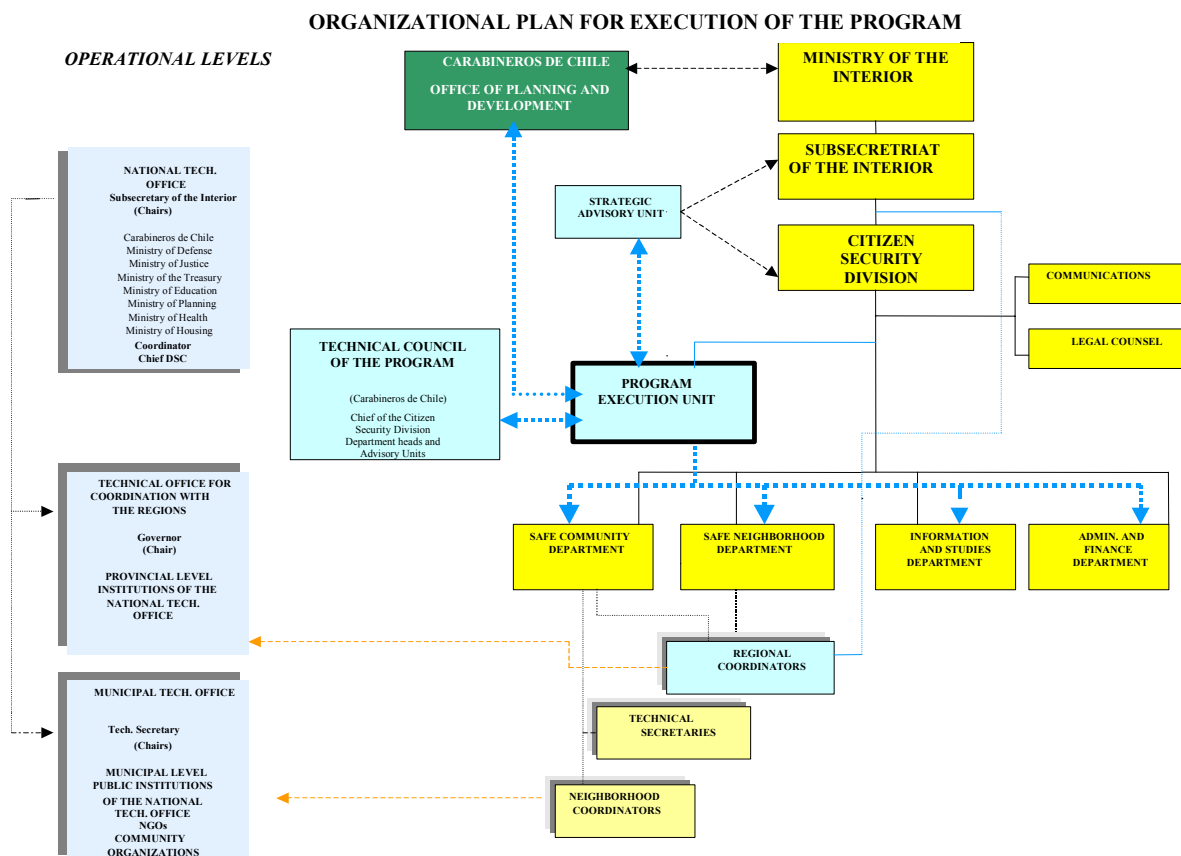 ORGANIZATIONAL PLAN FOR EXECUTION OF THE PROGRAM
OPERATIONAL LEVELS
CARABINEROS DE CHILE
OFFICE OF PLANNING AND
DEVELOPMENT
MINISTRY OF THE
INTERIOR
SUBSECRETRIAT
OF THE INTERIOR
STRATEGIC
ADVISORY UNIT
CITIZEN
SECURITY
DIVISION
COMMUNICATIONS
LEGAL COUNSEL
NATIONAL TECH.
OFFICE
Subsecretary of the Interior
(Chairs)
Carabineros de Chile
Ministry of Defense
Ministry of Justice
Ministry of the Treasury
Ministry of Education
Ministry of Planning
Ministry of Health
Ministry of Housing
Coordinator
Chief DSC
TECHNICAL COUNCIL
OF THE PROGRAM
(Carabineros de Chile)
Chief of the Citizen
Security Division
Department heads and
Advisory Units
PROGRAM
EXECUTION UNIT
TECHNICAL OFFICE FOR
COORDINATION WITH
THE REGIONS
Governor
(Chair)
PROVINCIAL LEVEL
INSTITUTIONS OF THE
NATIONAL TECH.
OFFICE
SAFE COMMUNITY
DEPARTMENT
SAFE NEIGHBORHOOD
DEPARTMENT
INFORMATION
AND STUDIES
DEPARTMENT
ADMIN. AND
FINANCE
DEPARTMENT
REGIONAL
COORDINATORS
TECHNICAL
SECRETARIES
NEIGHBORHOOD
COORDINATORS
MUNICIPAL TECH. OFFICE
Tech. Secretary
(Chairs)
MUNICIPAL LEVEL
PUBLIC INSTITUTIONS
OF THE NATIONAL
TECH. OFFICE
NGOs
COMMUNITY
ORGANIZATIONS